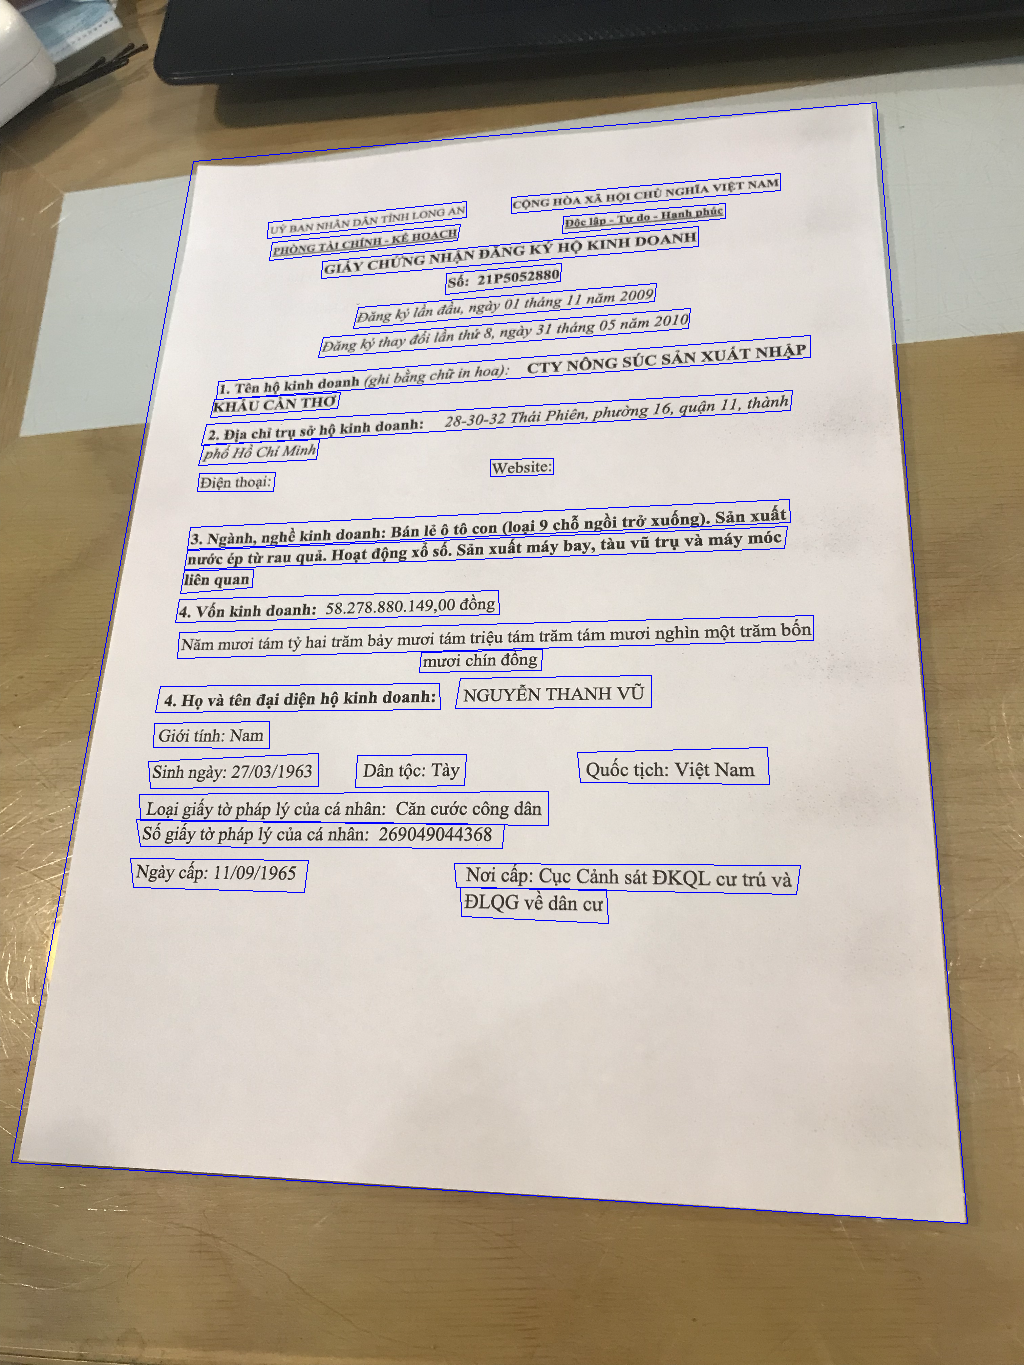 UỶ BAN NHÂN DÂN TỈNH LONG AN
CỘNG HÒA XÃ HỘI CHỦ NGHĨA VIỆT NAM
PHÒNG TÀI CHÍNH - KẾ HOẠCH
Độc lập - Tự do - Hạnh phúc
GIẤY CHỨNG NHẬN ĐĂNG KÝ HỘ KINH DOANH
Số: 21P5052880
Đăng ký lần đầu, ngày 01 tháng 11 năm 2009
Đăng ký thay đổi lần thứ 8, ngày 31 tháng 05 năm 2010
1. Tên hộ kinh doanh (ghi bằng chữ in hoa): CTY NÔNG SÚC SẢN XUẤT NHẬP
KHẨU CẦN THƠ
2. Địa chỉ trụ sở hộ kinh doanh: 28-30-32 Thái Phiên, phường 16, quận 11, thành
phố Hồ Chí Minh
Điện thoại: Website:
3. Ngành, nghề kinh doanh: Bán lẻ ô tô con (loại 9 chỗ ngồi trở xuống). Sản xuất
nước ép từ rau quả. Hoạt động xổ số. Sản xuất máy bay, tàu vũ trụ và máy móc
liên quan
4. Vốn kinh doanh: 58.278.880.149,00 đồng
Năm mươi tám tỷ hai trăm bảy mươi tám triệu tám trăm tám mươi nghìn một trăm bốn
mươi chín đồng
4. Họ và tên đại diện hộ kinh doanh: NGUYỄN THANH VŨ
Giới tính: Nam
Sinh ngày: 27/03/1963 Dân tộc: Tày Quốc tịch: Việt Nam
Loại giấy tờ pháp lý của cá nhân: Căn cước công dân
Số giấy tờ pháp lý của cá nhân: 269049044368
Ngày cấp: 11/09/1965 Nơi cấp: Cục Cảnh sát ĐKQL cư trú và
ĐLQG về dân cư